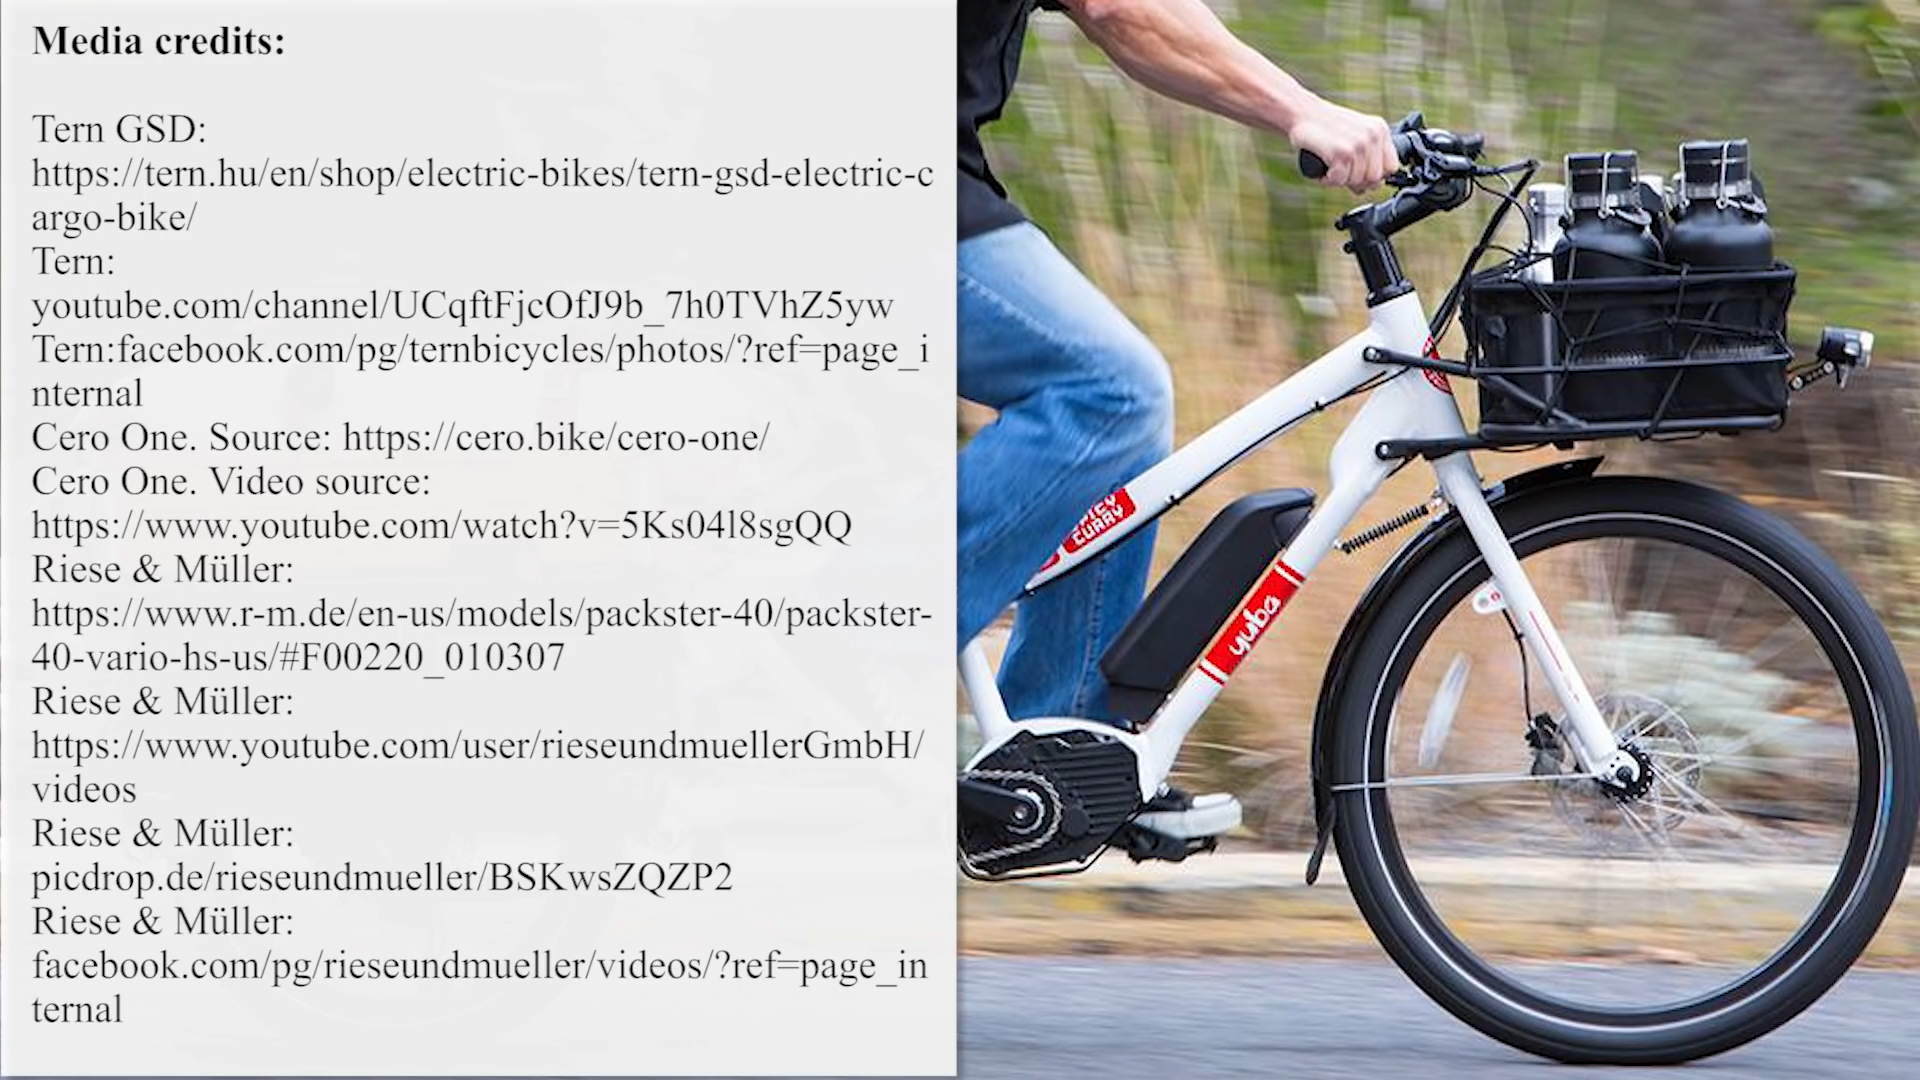 Media credits:
Tern GSD:
https://tern.hu/en/shop/electric-bikes/tern-gsd-electric-c
argo-bike/
Tern:
youtube.com/channel/UCqftFjcOfJ9b_7h0TVhZ5yw
Tern:facebook.com/pg/ternbicycles/photos/?ref=page_i
nternal
Cero One. Source: https://cero.bike/cero-one/
Cero One. Video source:
https://www.youtube.com/watch?v=5Ks04l8sgQQ
Riese & Müller:
https://www.r-m.de/en-us/models/packster-40/packster-
40-vario-hs-us/#F00220_010307
Riese & Müller:
https://www.youtube.com/user/rieseundmuellerGmbH/
videos
Riese & Müller:
picdrop.de/rieseundmueller/BSKwsZQZP2
Riese & Müller:
facebook.com/pg/rieseundmueller/videos/?ref=page_in
ternal
CURRY
yuba